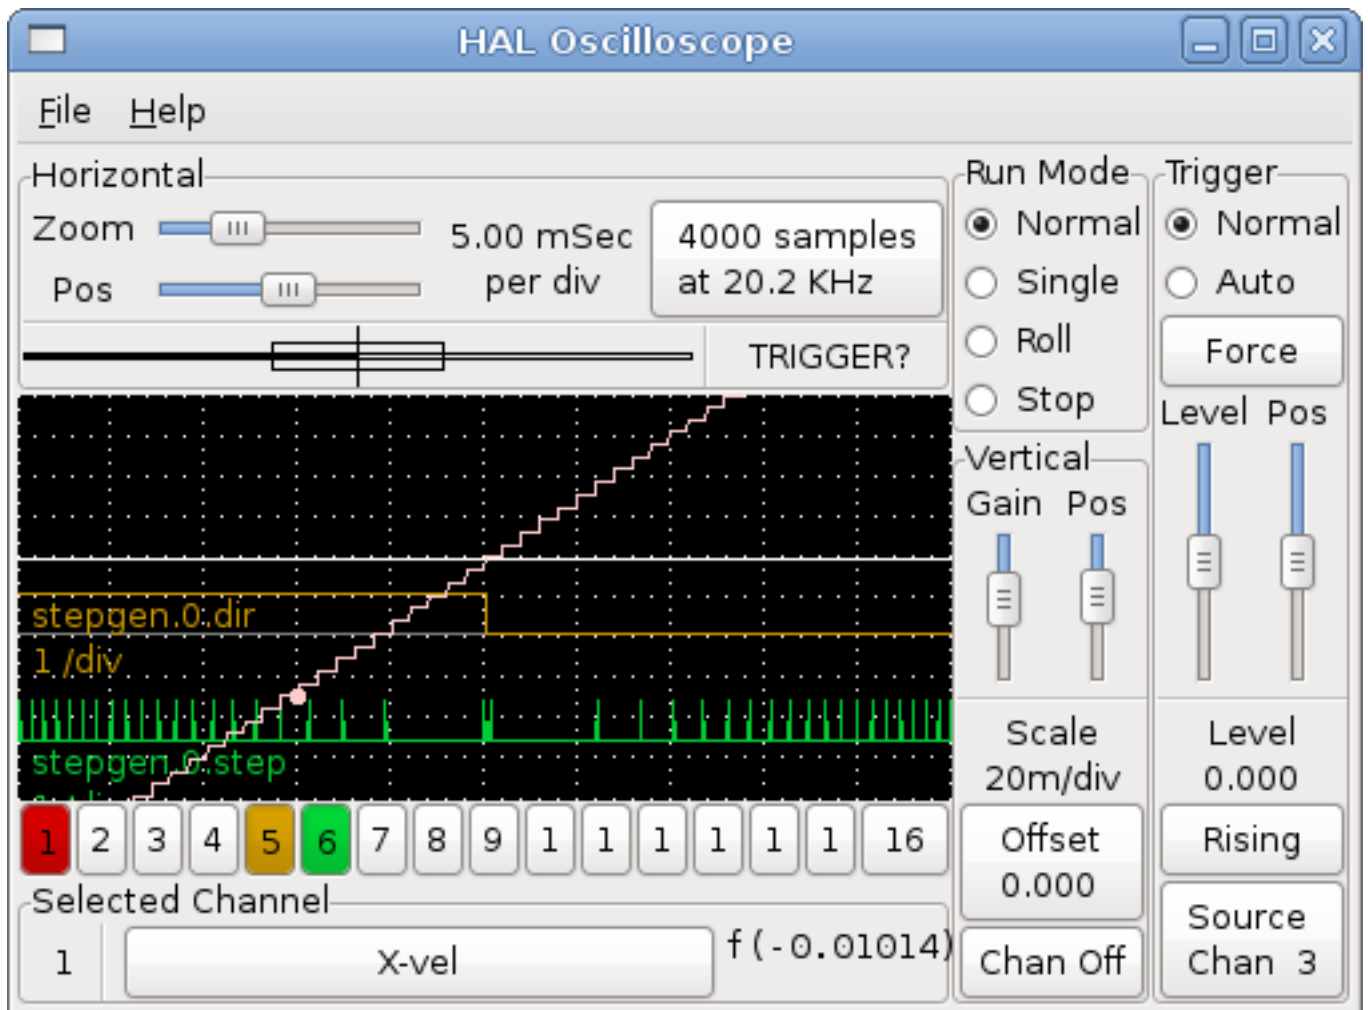 HAL Oscilloscope
File Help
Horizontal
Zoom
Pos
5.00 mSec
per div
4000 samples
at 20.2 KHz
TRIGGER?
Run Mode
Normal
Single
Roll
Stop
Trigger
Normal
Auto
Force
Level Pos
Vertical
Gain Pos
stepgen.0.dir
1 /div
stepgen.0.step
1 2 3 4 5 6 7 8 9 1 1 1 1 1 1 16
Scale
20m/div
Offset
0.000
Chan Off
Level
0.000
Rising
Source
Chan 3
Selected Channel
1
X-vel
f(-0.01014)